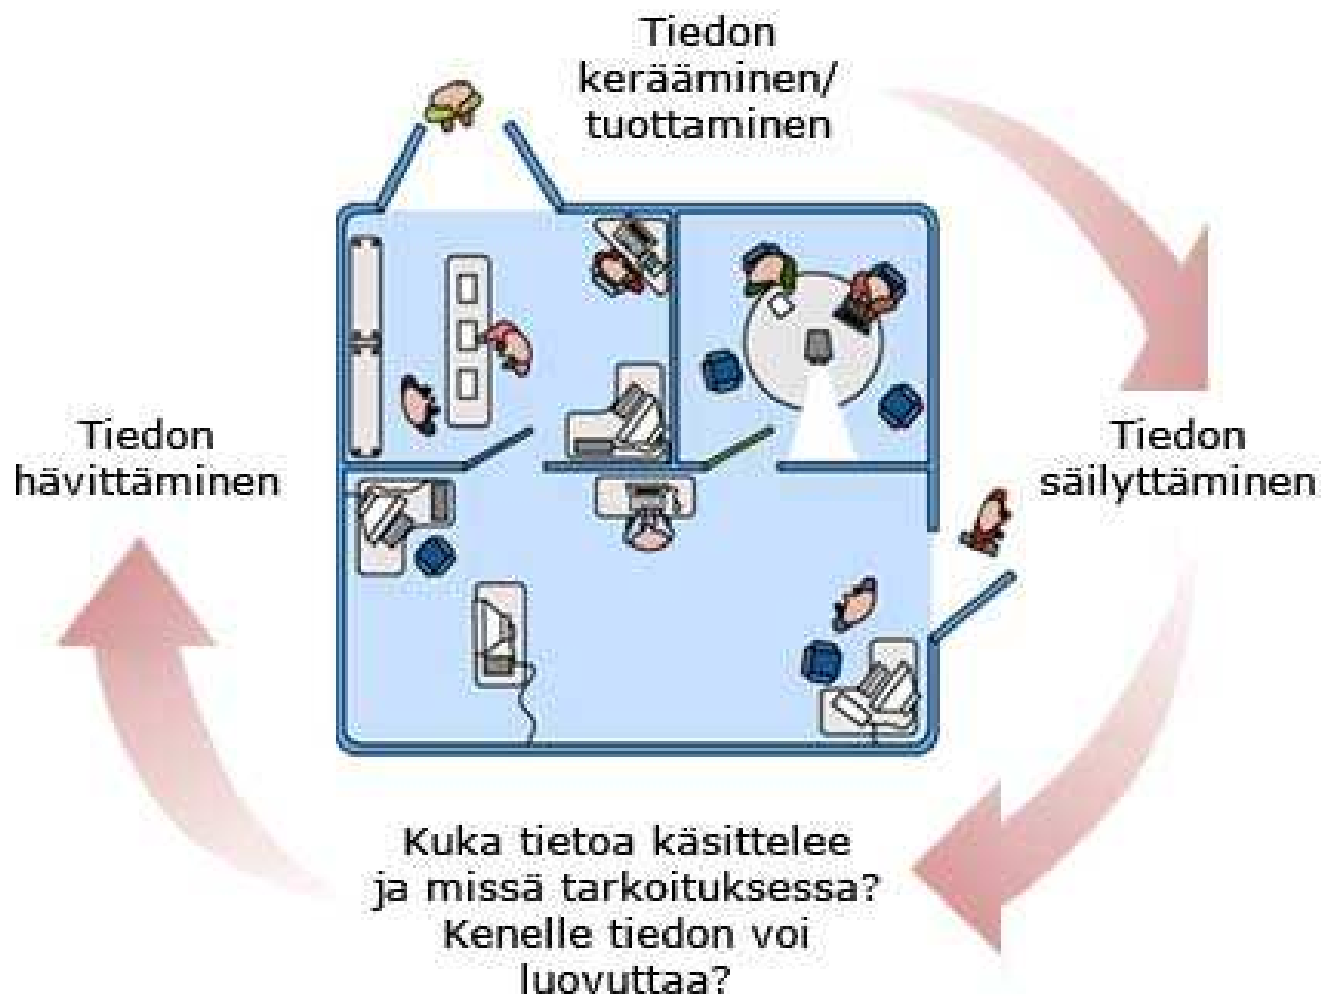 Tiedon
kerääminen/
tuottaminen
Tiedon
säilyttäminen
Kuka tietoa käsittelee
ja missä tarkoituksessa?
Kenelle tiedon voi
luovuttaa?
Tiedon
hävittäminen